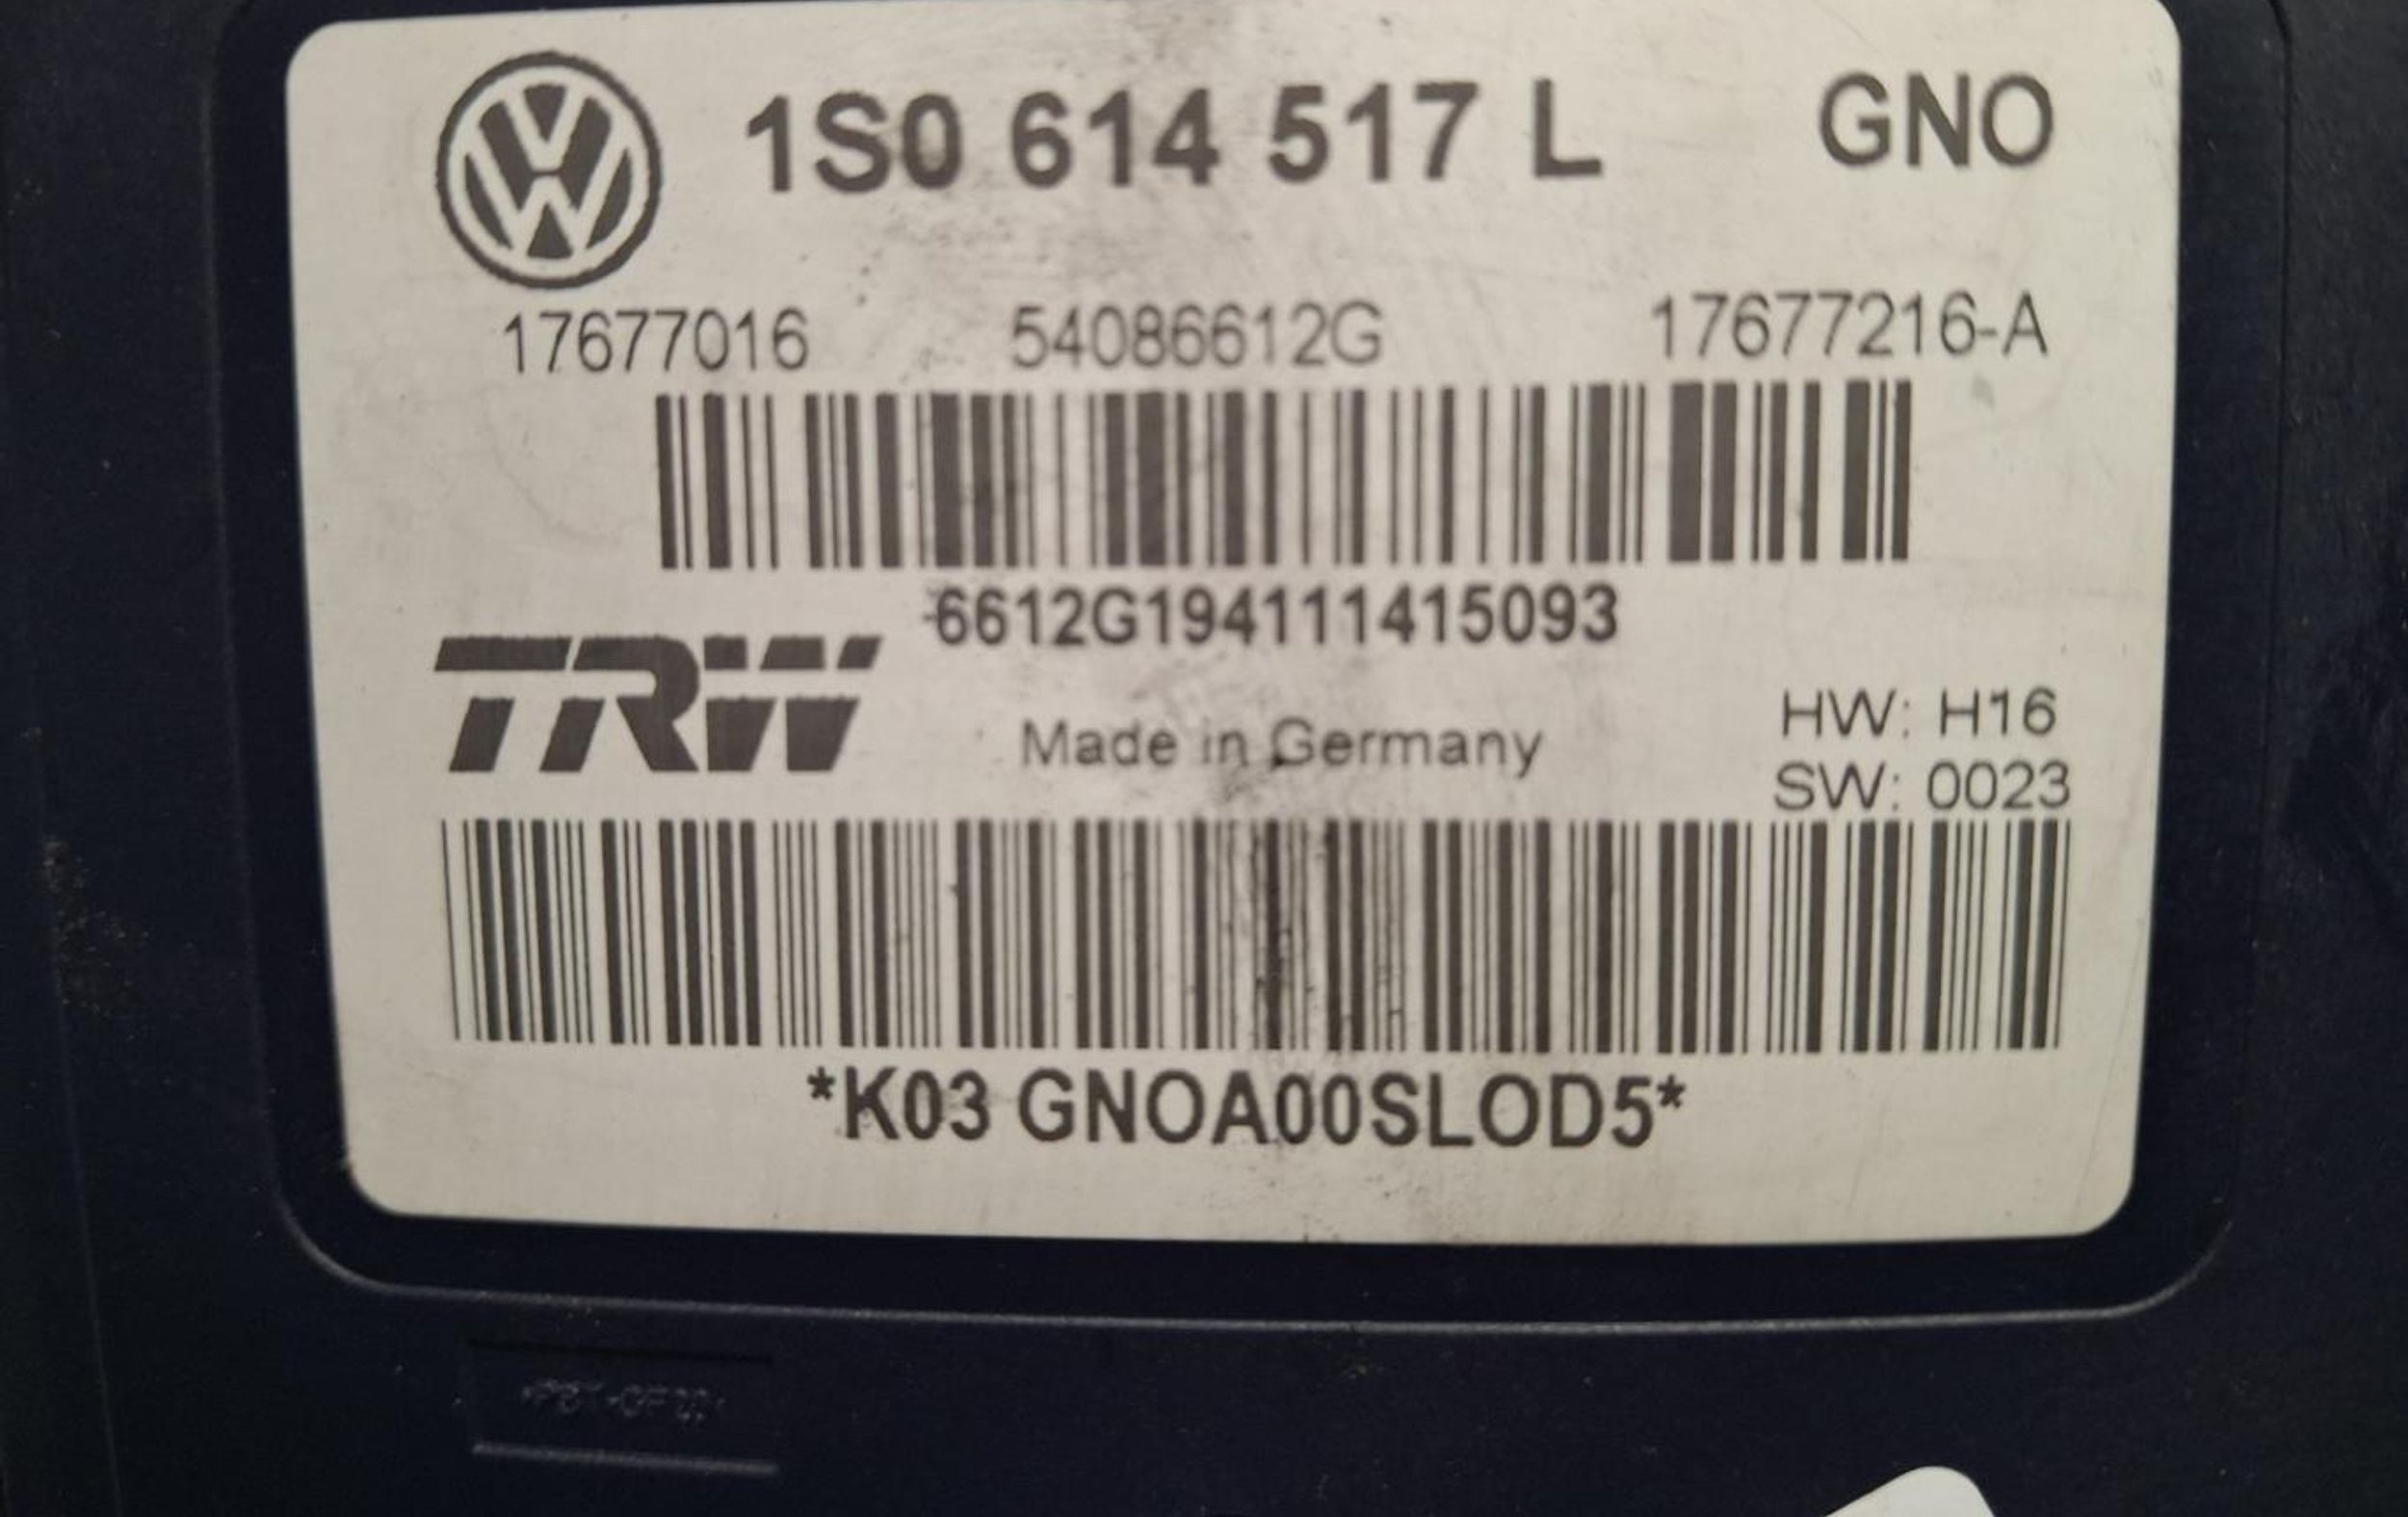 1S0 614 517 L GNO
17677016 54086612G 17677216-A
6612G194111415093
TRW
Made in Germany
HW: H16
SW: 0023
*K03 GNOA00SLOD5*